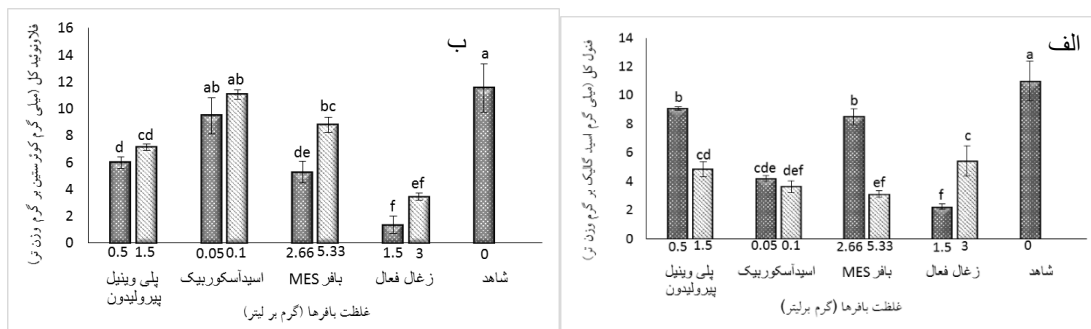 الف
فنول کل (میلی گرم اسید گالیک بر گرم وزن تر)
14
12
10
8
6
4
2
0
b
cd
cde
def
b
ef
f
c
a
0.5 1.5 0.05 0.1 2.66 5.33 1.5 3 0
پلی وینیل پیرولیدون
اسیدآسکوربیک
بافر MES
زغال فعال
شاهد
غلظت بافرها (گرم برلیتر)
ب
فلاونوئید کل (میلی گرم کوئرستین بر گرم وزن تر)
16
14
12
10
8
6
4
2
0
d
cd
ab
ab
de
bc
f
ef
a
0.5 1.5 0.05 0.1 2.66 5.33 1.5 3 0
پلی وینیل
پیرولیدون
اسیدآسکوربیک
بافر MES
زغال فعال
شاهد
غلظت بافرها (گرم بر لیتر)